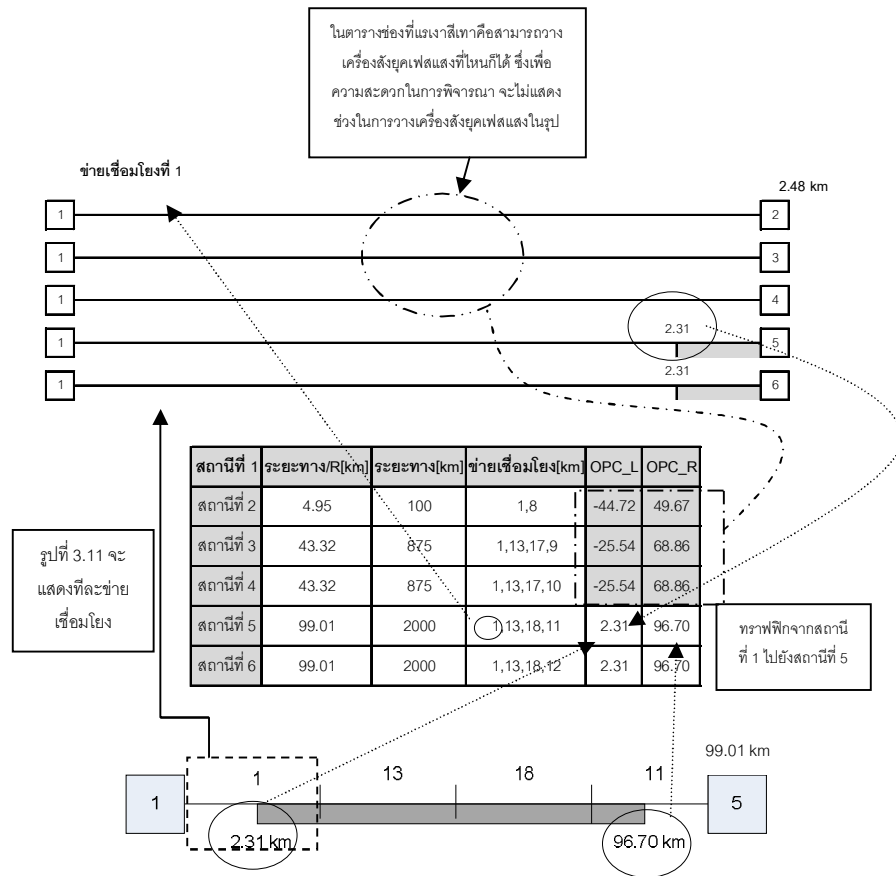 ในตารางช่องที่แรเงาสีเทาคือสามารถวาง
เครื่องสังยุคเฟสแสงที่ไหนก็ได้ ซึ่งเพื่อ
ความสะดวกในการพิจารณา จะไม่แสดง
ช่วงในการวางเครื่องสังยุคเฟสแสงในรูป
ข่ายเชื่อมโยงที่ 1
2.48 km
1 2
1 3
1 4
2.31
1 5
2.31
1 6
สถานีที่ 1 ระยะทาง/R[km] ระยะทาง[km] ข่ายเชื่อมโยง[km] OPC_L OPC_R
สถานีที่ 2 4.95 100 1,8 -44.72 49.67
สถานีที่ 3 43.32 875 1,13,17,9 -25.54 68.86
สถานีที่ 4 43.32 875 1,13,17,10 -25.54 68.86
สถานีที่ 5 99.01 2000 1,13,18,11 2.31 96.70
สถานีที่ 6 99.01 2000 1,13,18,12 2.31 96.70
รูปที่ 3.11 จะ
แสดงทีละข่าย
เชื่อมโยง
ทราฟฟิกจากสถานี
ที่ 1 ไปยังสถานีที่ 5
99.01 km
1 13 18 11
1 5
2.31 km 96.70 km